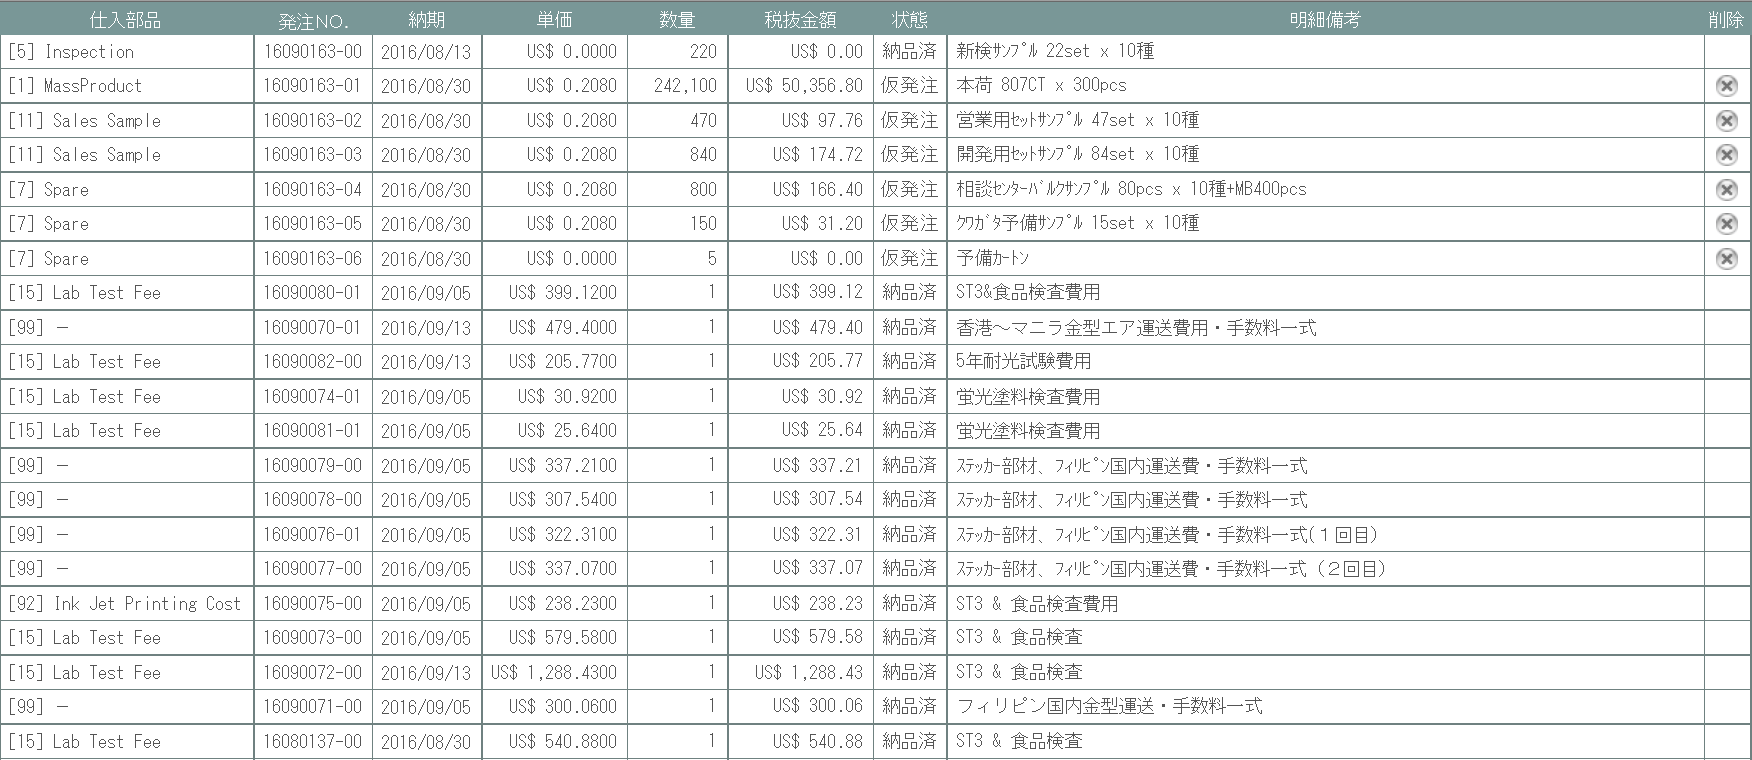 仕入部品 発注NO. 納期 単価 数量 税抜金額 状態 明細備考 削除
[5] Inspection 16090163-00 2016/08/13 US$ 0.0000 220 US$ 0.00 納品済 新検ｻﾝﾌﾟﾙ 22set x 10種
[1] MassProduct 16090163-01 2016/08/30 US$ 0.2080 242,100 US$ 50,356.80 仮発注 本荷 807CT x 300pcs
[11] Sales Sample 16090163-02 2016/08/30 US$ 0.2080 470 US$ 97.76 仮発注 営業用ｾｯﾄｻﾝﾌﾟﾙ 47set x 10種
[11] Sales Sample 16090163-03 2016/08/30 US$ 0.2080 840 US$ 174.72 仮発注 開発用ｾｯﾄｻﾝﾌﾟﾙ 84set x 10種
[7] Spare 16090163-04 2016/08/30 US$ 0.2080 800 US$ 166.40 仮発注 相談ｾﾝﾀｰﾊﾞﾙｸｻﾝﾌﾟﾙ 80pcs x 10種+MB400pcs
[7] Spare 16090163-05 2016/08/30 US$ 0.2080 150 US$ 31.20 仮発注 ｸﾜｶﾞﾀ予備ｻﾝﾌﾟﾙ 15set x 10種
[7] Spare 16090163-06 2016/08/30 US$ 0.0000 5 US$ 0.00 仮発注 予備ｶｰﾄﾝ
[15] Lab Test Fee 16090080-01 2016/09/05 US$ 399.1200 1 US$ 399.12 納品済 ST3&食品検査費用
[99] － 16090070-01 2016/09/13 US$ 479.4000 1 US$ 479.40 納品済 香港～マニラ金型エア運送費用・手数料一式
[15] Lab Test Fee 16090082-00 2016/09/13 US$ 205.7700 1 US$ 205.77 納品済 5年耐光試験費用
[15] Lab Test Fee 16090074-01 2016/09/05 US$ 30.9200 1 US$ 30.92 納品済 蛍光塗料検査費用
[15] Lab Test Fee 16090081-01 2016/09/05 US$ 25.6400 1 US$ 25.64 納品済 蛍光塗料検査費用
[99] － 16090079-00 2016/09/05 US$ 337.2100 1 US$ 337.21 納品済 ｽﾃｯｶｰ部材、ﾌｨﾘﾋﾟﾝ国内運送費・手数料一式
[99] － 16090078-00 2016/09/05 US$ 307.5400 1 US$ 307.54 納品済 ｽﾃｯｶｰ部材、ﾌｨﾘﾋﾟﾝ国内運送費・手数料一式
[99] － 16090076-01 2016/09/05 US$ 322.3100 1 US$ 322.31 納品済 ｽﾃｯｶｰ部材、ﾌｨﾘﾋﾟﾝ国内運送費・手数料一式(１回目)
[99] － 16090077-00 2016/09/05 US$ 337.0700 1 US$ 337.07 納品済 ｽﾃｯｶｰ部材、ﾌｨﾘﾋﾟﾝ国内運送費・手数料一式（２回目）
[92] Ink Jet Printing Cost 16090075-00 2016/09/05 US$ 238.2300 1 US$ 238.23 納品済 ST3 & 食品検査費用
[15] Lab Test Fee 16090073-00 2016/09/05 US$ 579.5800 1 US$ 579.58 納品済 ST3 & 食品検査
[15] Lab Test Fee 16090072-00 2016/09/13 US$ 1,288.4300 1 US$ 1,288.43 納品済 ST3 & 食品検査
[99] － 16090071-00 2016/09/05 US$ 300.0600 1 US$ 300.06 納品済 フィリピン国内金型運送・手数料一式
[15] Lab Test Fee 16080137-00 2016/08/30 US$ 540.8800 1 US$ 540.88 納品済 ST3 & 食品検査